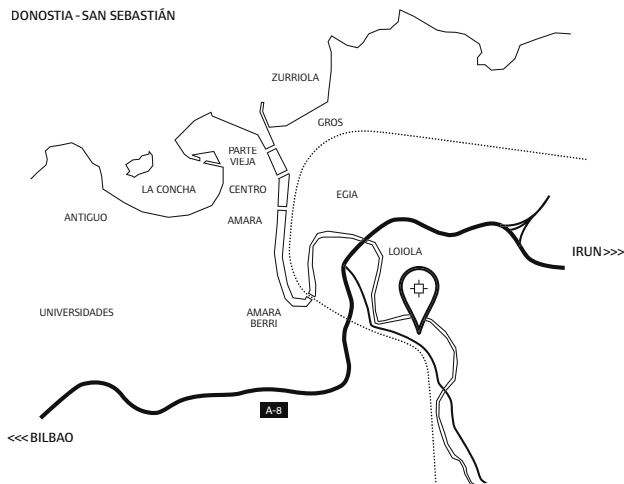 DONOSTIA - SAN SEBASTIÁN
ZURRIOLA
GROS
PARTE
VIEJA
LA CONCHA
CENTRO
EGIA
ANTIGUO
AMARA
LOIOLA
IRUN >>>
UNIVERSIDADES
AMARA
BERRI
A-8
<<< BILBAO